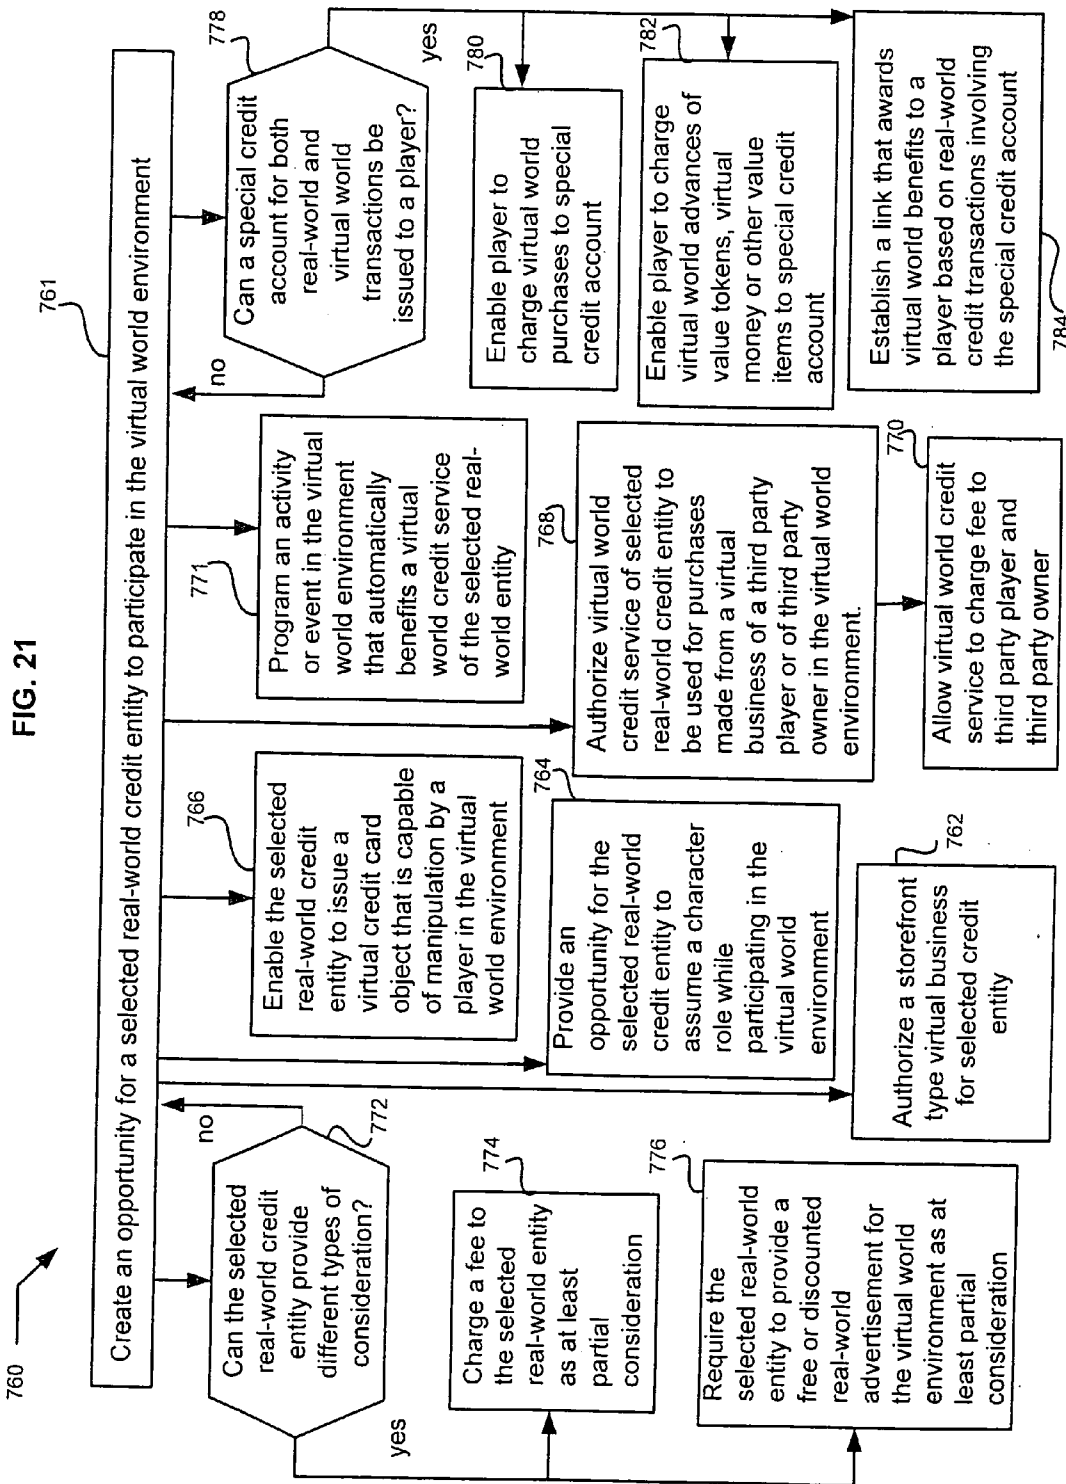 FIG. 21
760
761
Create an opportunity for a selected real-world credit entity to participate in the virtual world environment
772
Can the selected
real-world credit
entity provide
different types of
consideration?
no
yes
774
Charge a fee to
the selected
real-world entity
as at least
partial
consideration
776
Require the
selected real-world
entity to provide a
free or discounted
real-world
advertisement for
the virtual world
environment as at
least partial
consideration
766
Enable the selected
real-world credit
entity to issue a
virtual credit card
object that is capable
of manipulation by a
player in the virtual
world environment
764
Provide an
opportunity for the
selected real-world
credit entity to
assume a character
role while
participating in the
virtual world
environment
762
Authorize a storefront
type virtual business
for selected credit
entity
771
Program an activity
or event in the virtual
world environment
that automatically
benefits a virtual
world credit service
of the selected real-
world entity
768
Authorize virtual world
credit service of selected
real-world credit entity to
be used for purchases
made from a virtual
business of a third party
player or of third party
owner in the virtual world
environment.
770
Allow virtual world credit
service to charge fee to
third party player and
third party owner
778
Can a special credit
account for both
real-world and
virtual world
transactions be
issued to a player?
no
yes
780
Enable player to
charge virtual world
purchases to special
credit account
782
Enable player to charge
virtual world advances of
value tokens, virtual
money or other value
items to special credit
account
784
Establish a link that awards
virtual world benefits to a
player based on real-world
credit transactions involving
the special credit account